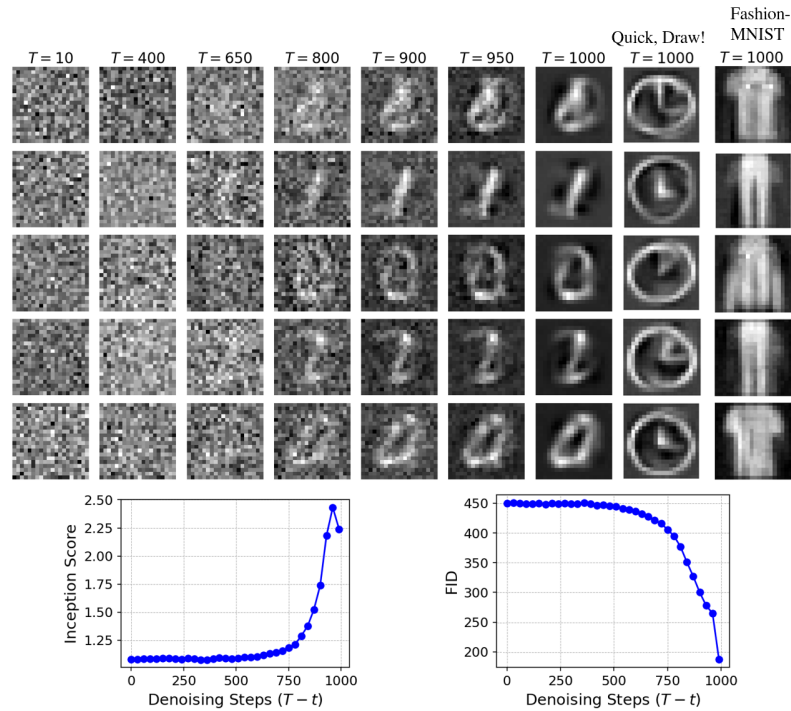 Fashion-
Quick, Draw! MNIST
T = 10 T = 400 T = 650 T = 800 T = 900 T = 950 T = 1000 T = 1000 T = 1000
2.50
2.25
2.00
1.75
1.50
1.25
Inception Score
0 250 500 750 1000
Denoising Steps (T − t)
450
400
350
300
250
200
FID
0 250 500 750 1000
Denoising Steps (T − t)